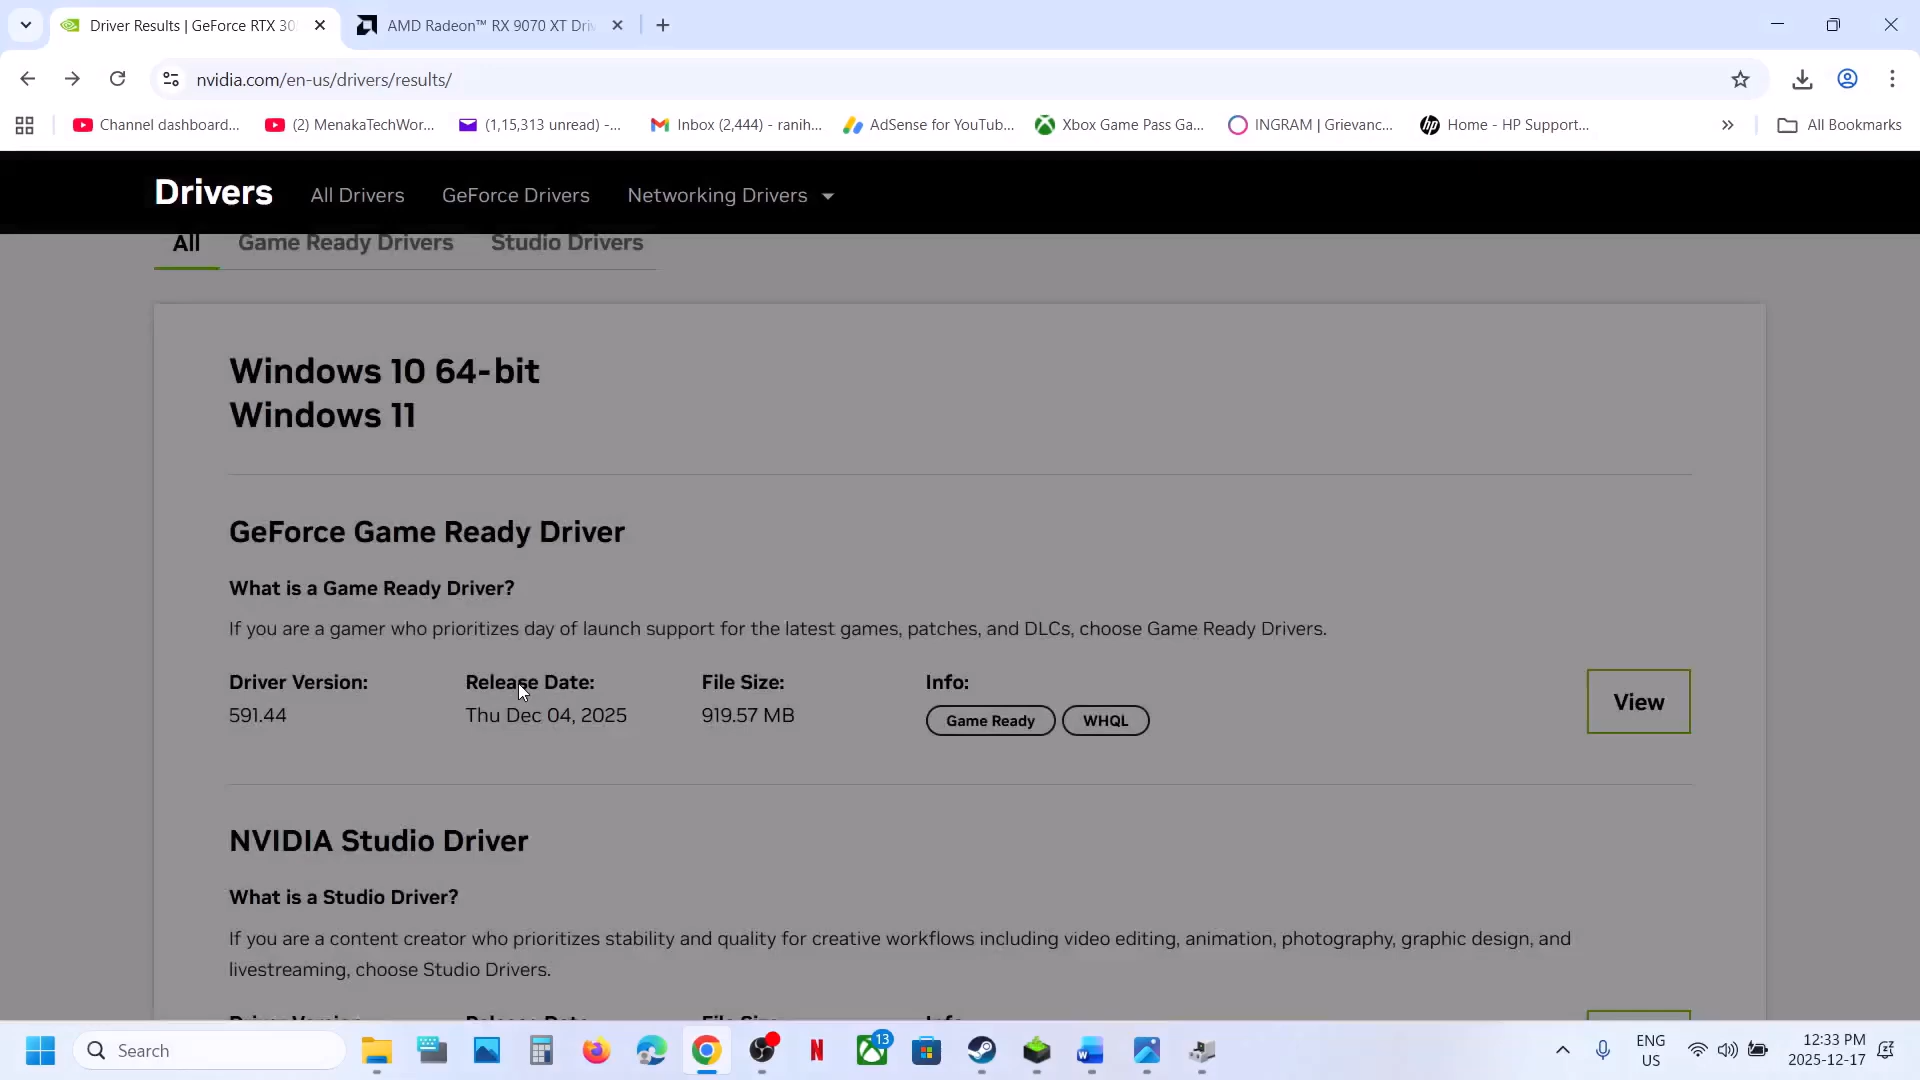 Driver Results | GeForce RTX 30
AMD Radeon™ RX 9070 XT Driv
nvidia.com/en-us/drivers/results/
Channel dashboard...
(2) MenakaTechWor...
(1,15,313 unread) -...
Inbox (2,444) - ranih...
AdSense for YouTub...
Xbox Game Pass Ga...
INGRAM | Grievanc...
Home - HP Support...
All Bookmarks
Drivers
All Drivers
GeForce Drivers
Networking Drivers
All
Game Ready Drivers
Studio Drivers
Windows 10 64-bit
Windows 11
GeForce Game Ready Driver
What is a Game Ready Driver?
If you are a gamer who prioritizes day of launch support for the latest games, patches, and DLCs, choose Game Ready Drivers.
Driver Version:
Release Date:
File Size:
Info:
591.44
Thu Dec 04, 2025
919.57 MB
Game Ready
WHQL
View
NVIDIA Studio Driver
What is a Studio Driver?
If you are a content creator who prioritizes stability and quality for creative workflows including video editing, animation, photography, graphic design, and
livestreaming, choose Studio Drivers.
Search
13
ENG
US
12:33 PM
2025-12-17